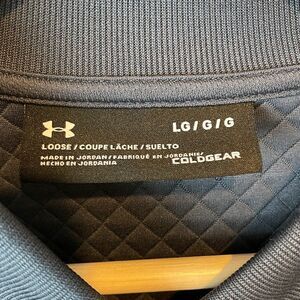 LG / G / G
LOOSE / COUPE LÂCHE / SUELTO
MADE IN JORDAN / FABRIQUÉ EN JORDANIE /
HECHO EN JORDANIA
COLDGEAR